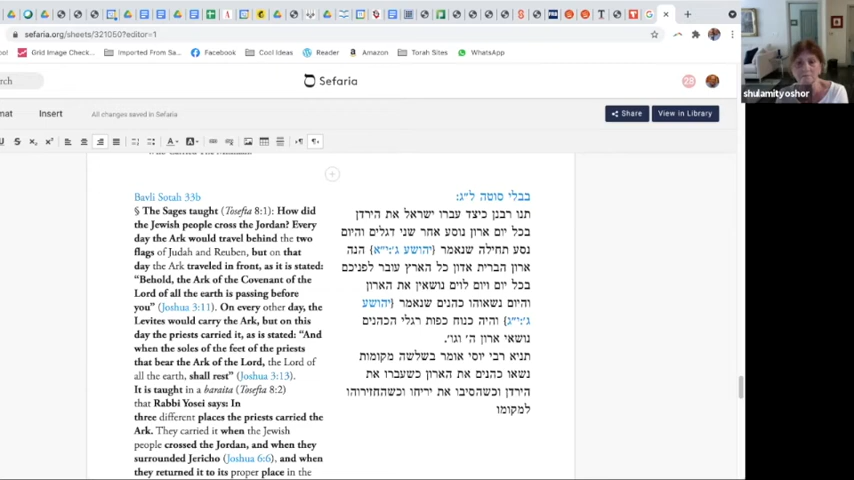 sefaria.org/sheets/321050?editor=1
Grid Image Check...
Imported From Sa...
Facebook
Cool Ideas
Reader
Amazon
Torah Sites
WhatsApp
rch
Sefaria
28
mat
Insert
All changes saved in Sefaria
Share
View in Library
shulamityoshor
Bavli Sotah 33b
§ The Sages taught (Tosefta 8:1): How did
the Jewish people cross the Jordan? Every
day the Ark would travel behind the two
flags of Judah and Reuben, but on that
day the Ark traveled in front, as it is stated:
“Behold, the Ark of the Covenant of the
Lord of all the earth is passing before
you” (Joshua 3:11). On every other day, the
Levites would carry the Ark, but on this
day the priests carried it, as is stated: “And
when the soles of the feet of the priests
that bear the Ark of the Lord, the Lord of
all the earth, shall rest” (Joshua 3:13).
It is taught in a baraita (Tosefta 8:2)
that Rabbi Yosei says: In
three different places the priests carried the
Ark. They carried it when the Jewish
people crossed the Jordan, and when they
surrounded Jericho (Joshua 6:6), and when
they returned it to its proper place in the
בבלי סוטה ל״ג:
תנו רבנן כיצד עברו ישראל את הירדן
בכל יום ארון נוסע אחר שני דגלים והיום
נסע תחילה שנאמר {יהושע ג׳:י״א} הנה
ארון הברית אדון כל הארץ עובר לפניכם
בכל יום ויום לוים נושאין את הארון
והיום נשאוהו כהנים שנאמר {יהושע
ג׳:י״ג} והיה כנוח כפות רגלי הכהנים
נושאי ארון ה׳ וגו׳.
תניא רבי יוסי אומר בשלשה מקומות
נשאו כהנים את הארון כשעברו את
הירדן וכשהסיבו את יריחו וכשהחזירוהו
למקומו